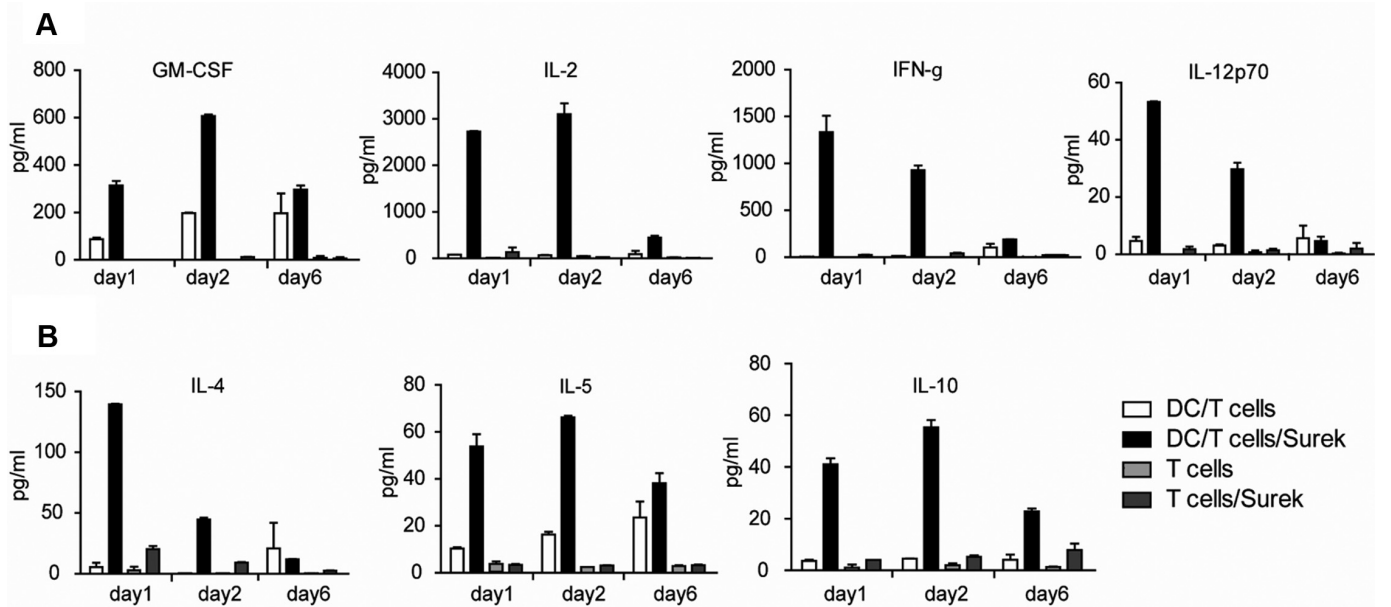 A
GM-CSF
IL-2
IFN-g
IL-12p70
pg/ml
800
600
400
200
0
day1 day2 day6
pg/ml
4000
3000
2000
1000
0
day1 day2 day6
pg/ml
2000
1500
1000
500
0
day1 day2 day6
pg/ml
60
40
20
0
day1 day2 day6
B
IL-4
IL-5
IL-10
pg/ml
150
100
50
0
day1 day2 day6
pg/ml
80
60
40
20
0
day1 day2 day6
pg/ml
80
60
40
20
0
day1 day2 day6
DC/T cells
DC/T cells/Surek
T cells
T cells/Surek